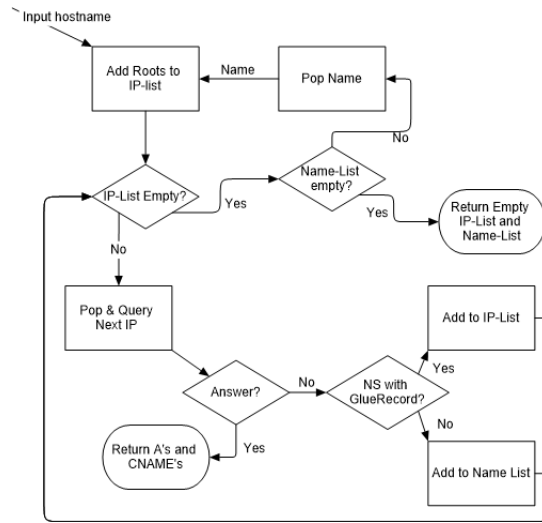 Input hostname
Add Roots to
IP-list
Name
Pop Name
No
IP-List Empty?
Yes
Name-List
empty?
Yes
Return Empty
IP-List and
Name-List
No
Pop & Query
Next IP
Add to IP-List
Answer?
No
NS with
GlueRecord?
Yes
No
Yes
Return A's and
CNAME's
Add to Name List